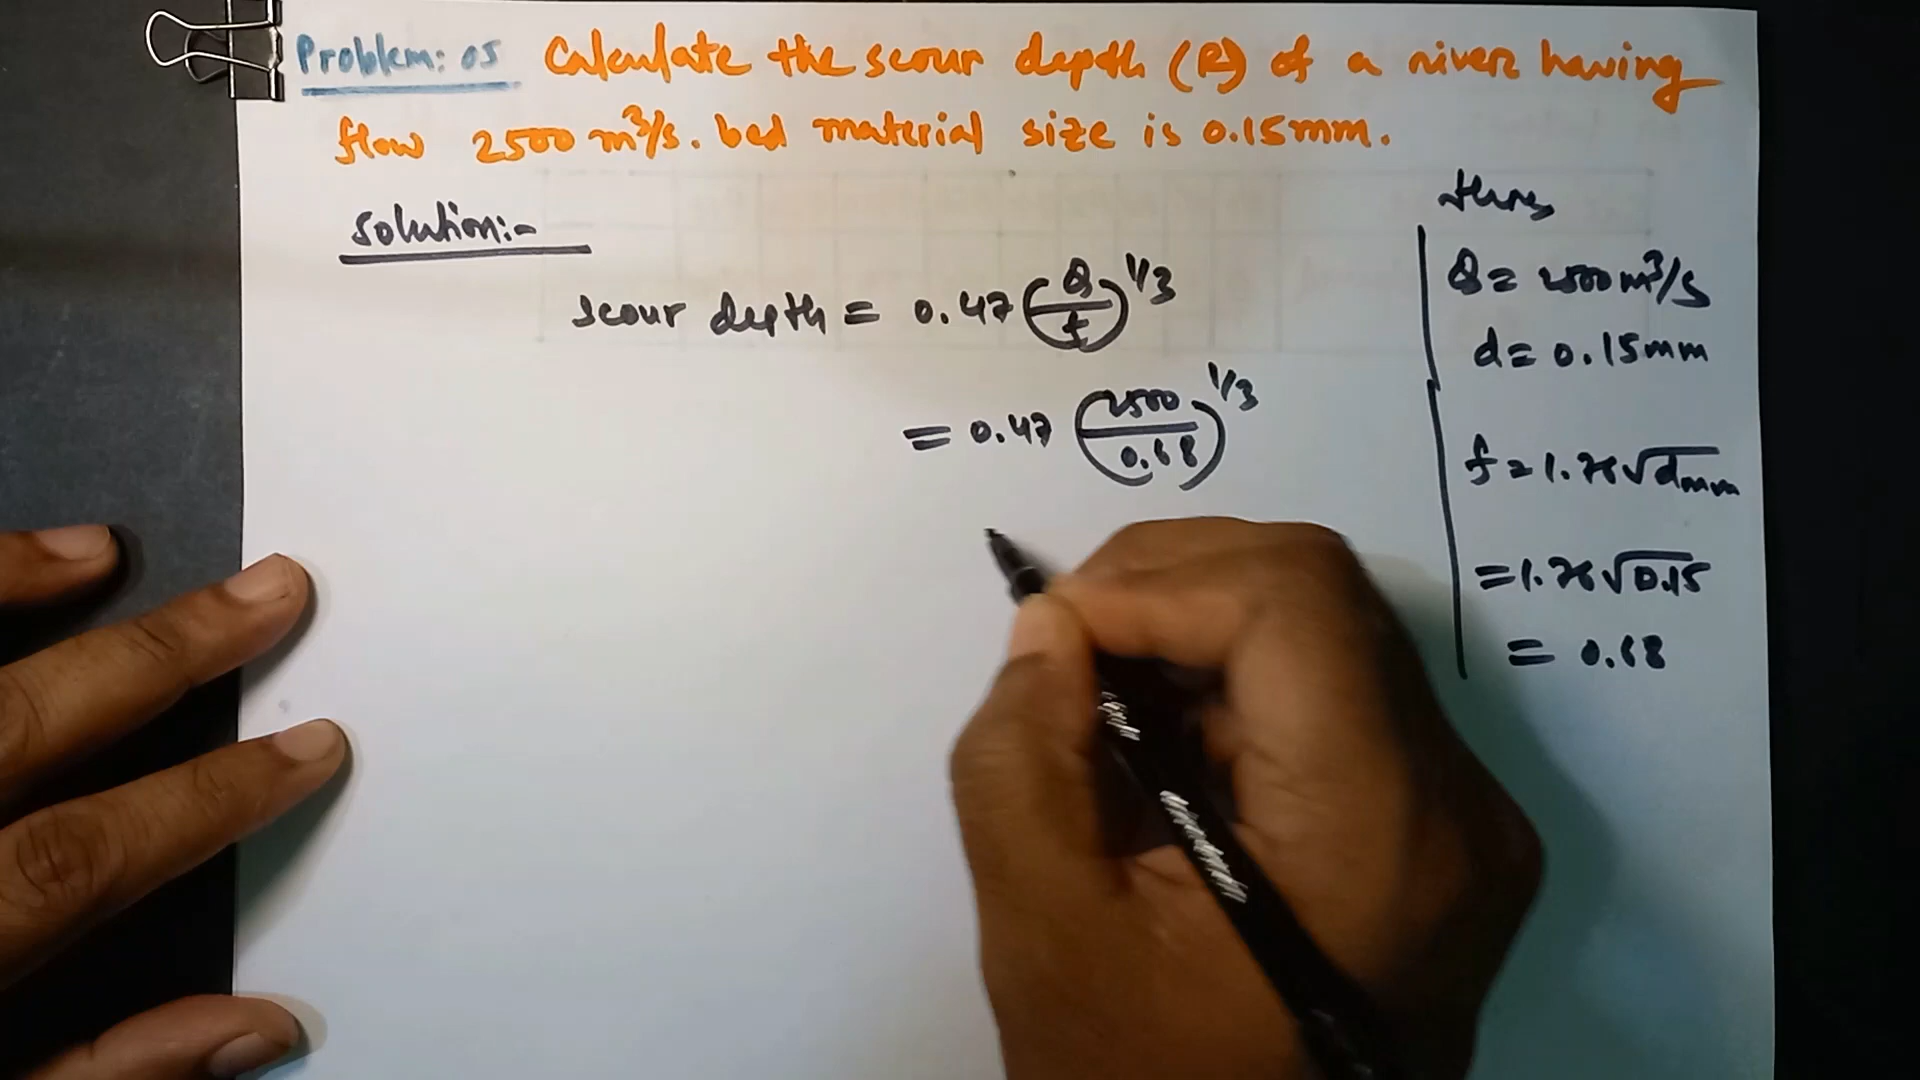 Problem: 05 Calculate the scour depth (R) of a river having
flow 2500 m³/s. bed material size is 0.15mm.
Solution:-
scour depth = 0.47 (Q/f)^1/3
= 0.47 (2500/0.68)^1/3
Here,
Q = 2500 m³/s
d = 0.15mm
f = 1.76√dmm
= 1.76√0.15
= 0.68